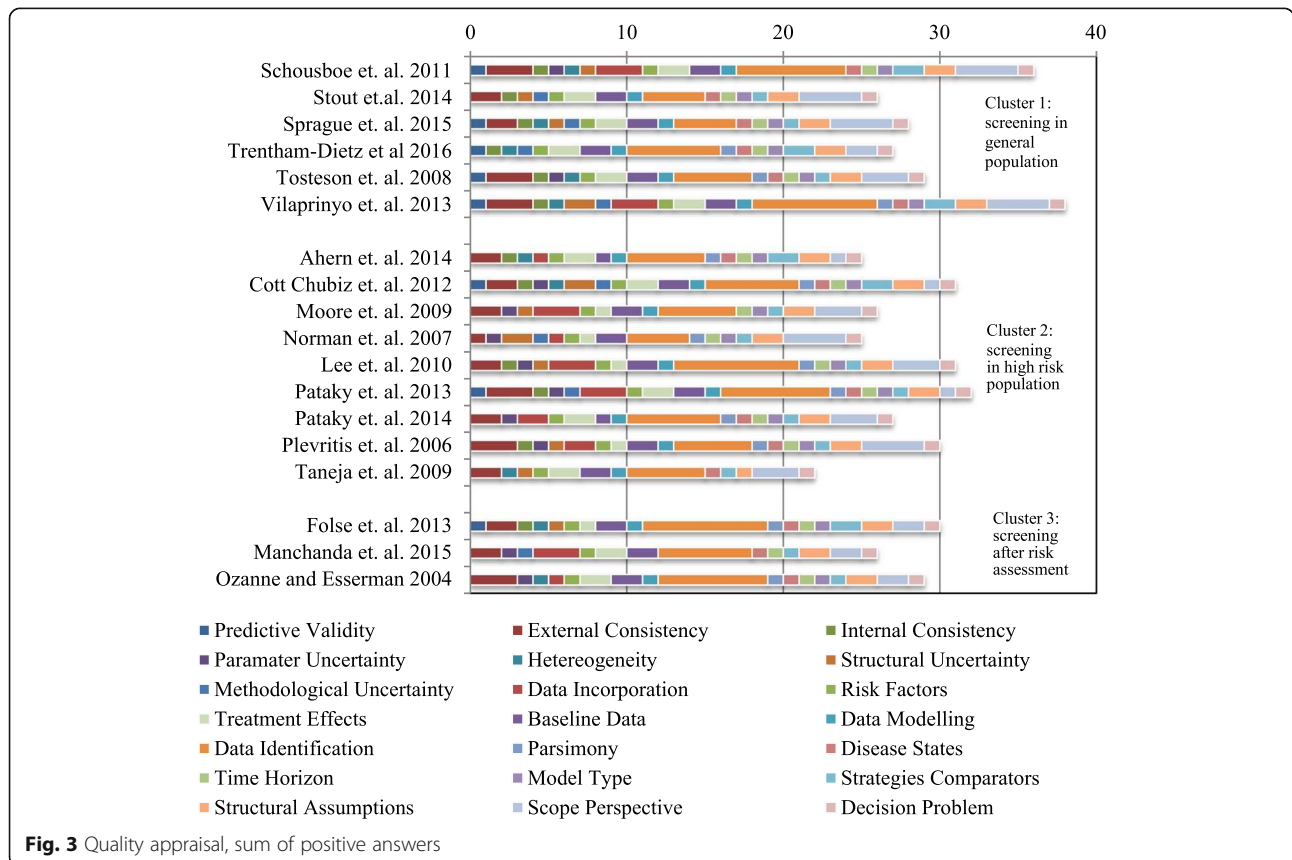 0 10 20 30 40
Schousboe et. al. 2011
Stout et.al. 2014
Sprague et. al. 2015
Trentham-Dietz et al 2016
Tosteson et. al. 2008
Vilaprinyo et. al. 2013
Cluster 1:
screening in
general
population
Ahern et. al. 2014
Cott Chubiz et. al. 2012
Moore et. al. 2009
Norman et. al. 2007
Lee et. al. 2010
Pataky et. al. 2013
Pataky et. al. 2014
Plevritis et. al. 2006
Taneja et. al. 2009
Cluster 2:
screening
in high risk
population
Folse et. al. 2013
Manchanda et. al. 2015
Ozanne and Esserman 2004
Cluster 3:
screening
after risk
assessment
Predictive Validity External Consistency Internal Consistency
Paramater Uncertainty Hetereogeneity Structural Uncertainty
Methodological Uncertainty Data Incorporation Risk Factors
Treatment Effects Baseline Data Data Modelling
Data Identification Parsimony Disease States
Time Horizon Model Type Strategies Comparators
Structural Assumptions Scope Perspective Decision Problem
Fig. 3 Quality appraisal, sum of positive answers